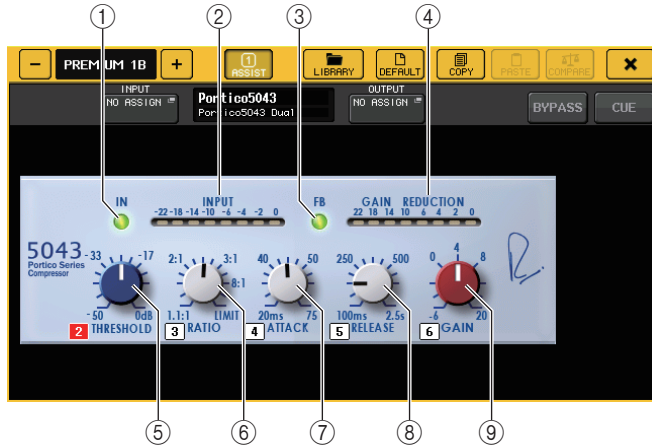 ① ② ③ ④
− PREMIUM 1B + 1 ASSIST LIBRARY DEFAULT COPY PASTE COMPARE ×
INPUT
NO ASSIGN
Portico5043
Portico5043 Dual
OUTPUT
NO ASSIGN
BYPASS CUE
IN INPUT FB GAIN REDUCTION
-22 -18 -14 -10 -6 -4 -2 0
22 18 14 10 6 4 2 0
5043
Portico Series
Compressor
-33 -17 2:1 3:1 8:1 40 50 250 500 0 4 8
-50 0dB 1.1:1 LIMIT 20ms 75 100ms 2.5s -6 20
2 THRESHOLD 3 RATIO 4 ATTACK 5 RELEASE 6 GAIN
⑤ ⑥ ⑦ ⑧ ⑨